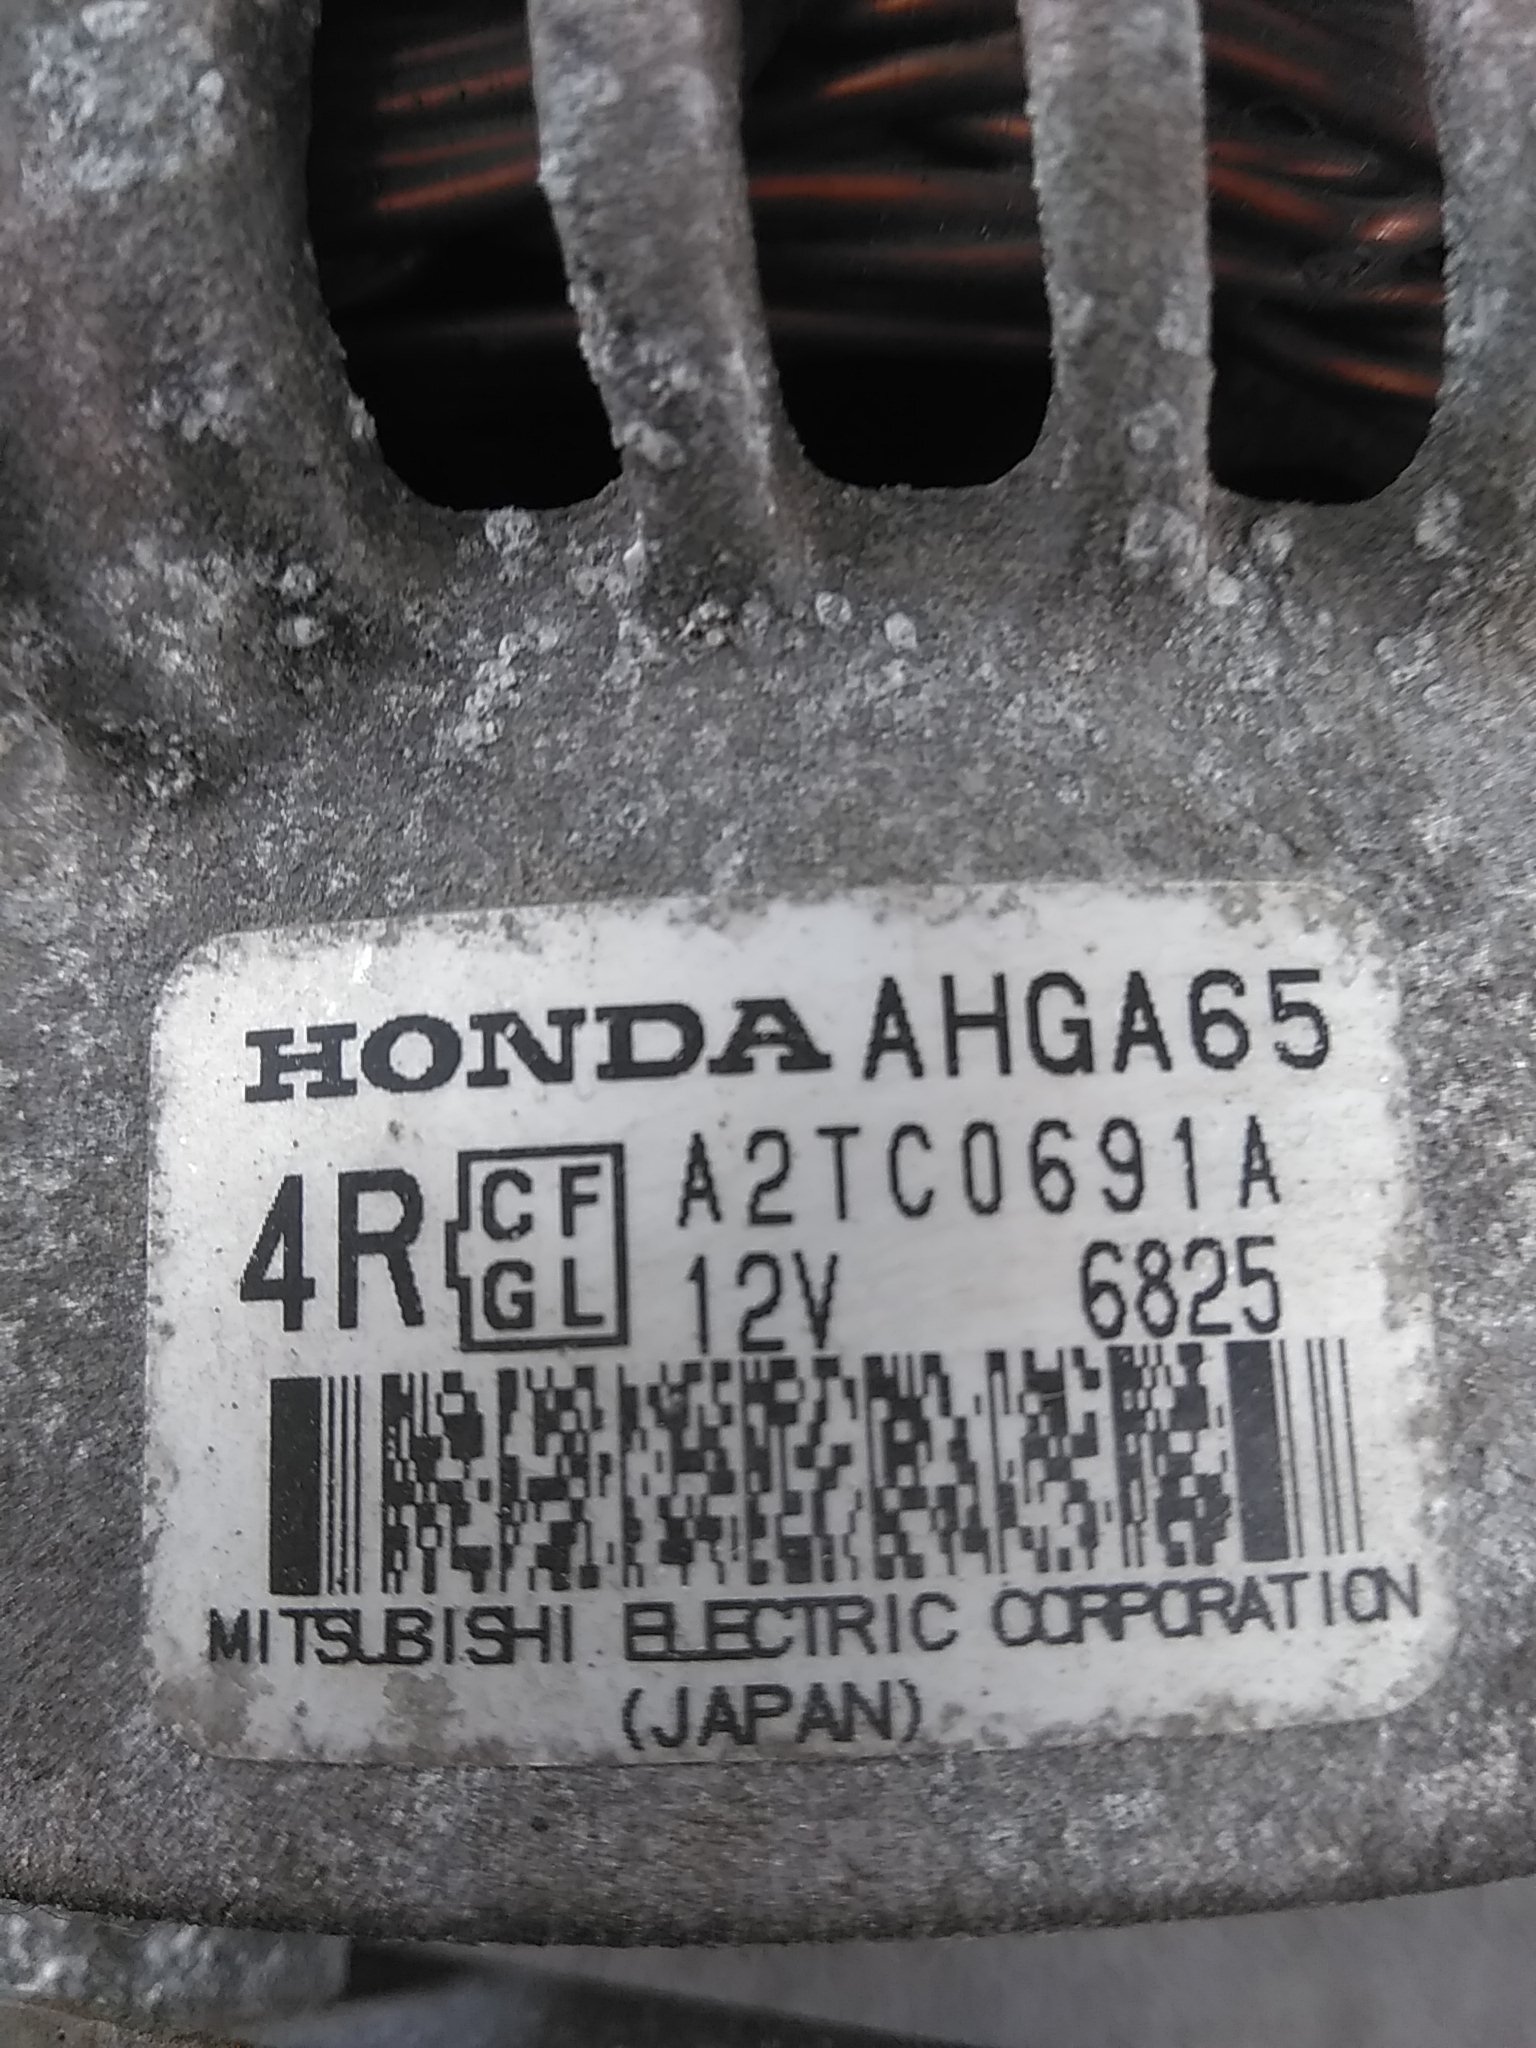 HONDA AHGA65
4R CF GL A2TC0691A
12V 6825
MITSUBISHI ELECTRIC CORPORATION
(JAPAN)